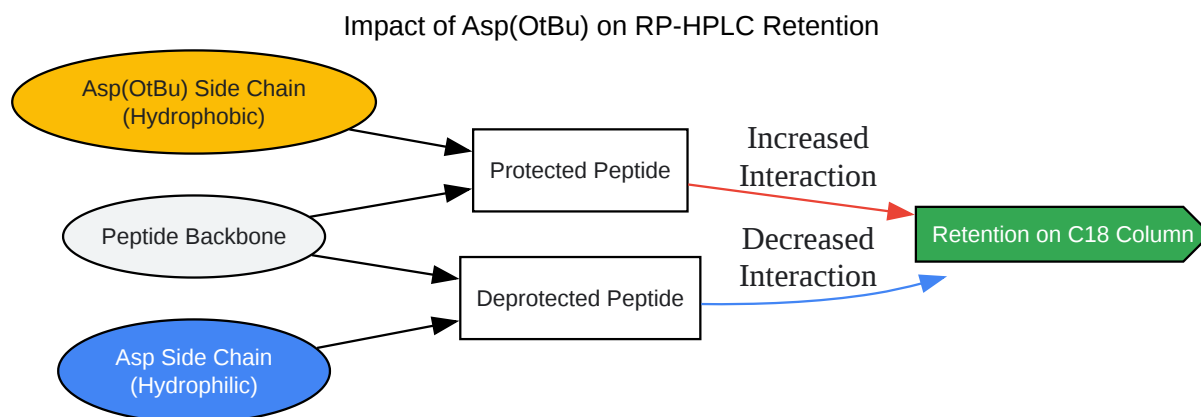 Impact of Asp(OtBu) on RP-HPLC Retention
Asp(OtBu) Side Chain
(Hydrophobic)
Protected Peptide
Increased
Interaction
Peptide Backbone
Retention on C18 Column
Decreased
Interaction
Deprotected Peptide
Asp Side Chain
(Hydrophilic)